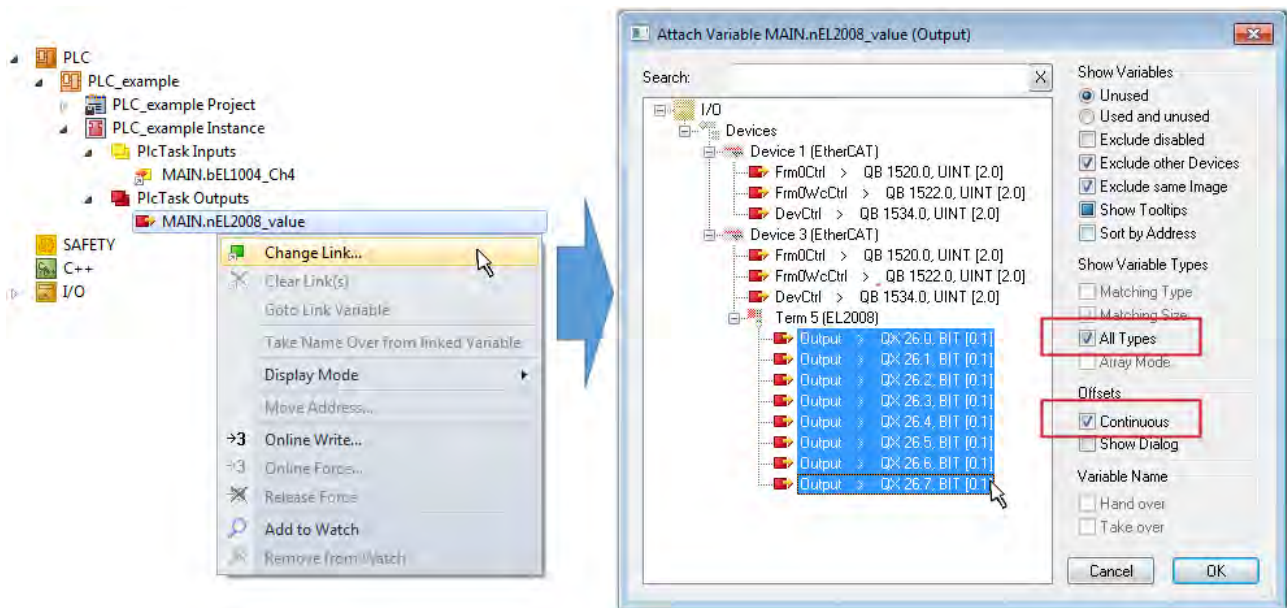 PLC
PLC_example
PLC_example Project
PLC_example Instance
PlcTask Inputs
MAIN.bEL1004_Ch4
PlcTask Outputs
MAIN.nEL2008_value
SAFETY
C++
I/O
Change Link...
Clear Link(s)
Goto Link Variable
Take Name Over from linked Variable
Display Mode
Move Address...
Online Write...
Online Force...
Release Force
Add to Watch
Remove from Watch
Attach Variable MAIN.nEL2008_value (Output)
Search:
I/O
Devices
Device 1 (EtherCAT)
Frm0Ctrl > QB 1520.0, UINT [2.0]
Frm0WcCtrl > QB 1522.0, UINT [2.0]
DevCtrl > QB 1534.0, UINT [2.0]
Device 3 (EtherCAT)
Frm0Ctrl > QB 1520.0, UINT [2.0]
Frm0WcCtrl > QB 1522.0, UINT [2.0]
DevCtrl > QB 1534.0, UINT [2.0]
Term 5 (EL2008)
Output > QX 26.0, BIT [0.1]
Output > QX 26.1, BIT [0.1]
Output > QX 26.2, BIT [0.1]
Output > QX 26.3, BIT [0.1]
Output > QX 26.4, BIT [0.1]
Output > QX 26.5, BIT [0.1]
Output > QX 26.6, BIT [0.1]
Output > QX 26.7, BIT [0.1]
Show Variables
Unused
Used and unused
Exclude disabled
Exclude other Devices
Exclude same Image
Show Tooltips
Sort by Address
Show Variable Types
Matching Type
Matching Size
All Types
Array Mode
Offsets
Continuous
Show Dialog
Variable Name
Hand over
Take over
Cancel
OK